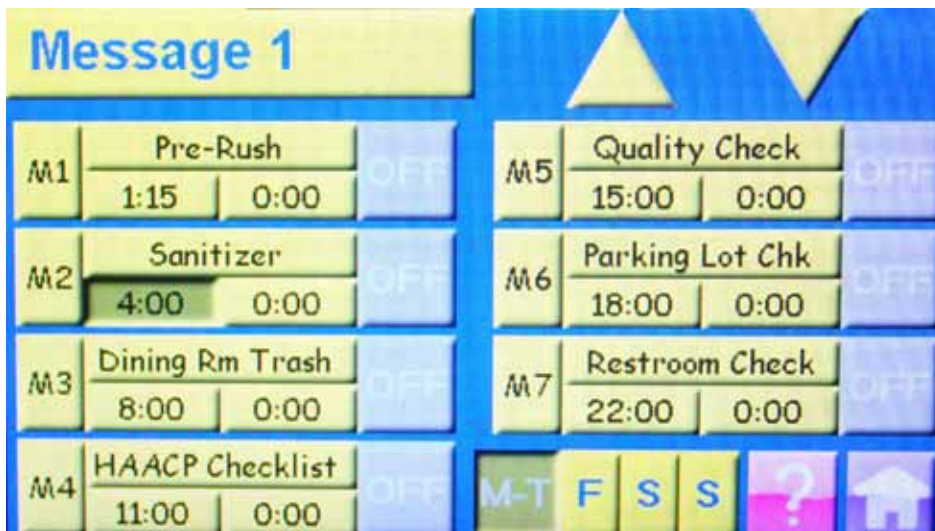 Message 1
M1
Pre-Rush
1:15 0:00
OFF
M2
Sanitizer
4:00 0:00
OFF
M3
Dining Rm Trash
8:00 0:00
OFF
M4
HAACP Checklist
11:00 0:00
OFF
M5
Quality Check
15:00 0:00
OFF
M6
Parking Lot Chk
18:00 0:00
OFF
M7
Restroom Check
22:00 0:00
OFF
M-T F S S ?